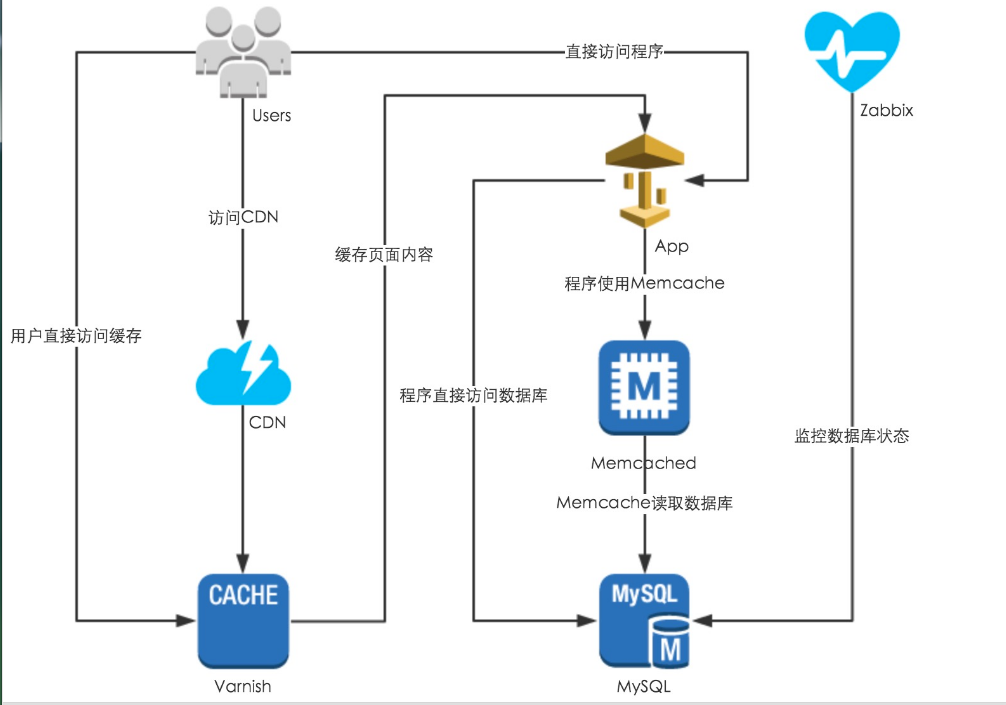 直接访问程序
Users
Zabbix
访问CDN
App
缓存页面内容
程序使用Memcache
用户直接访问缓存
M
程序直接访问数据库
CDN
监控数据库状态
Memcached
Memcache读取数据库
CACHE
MySQL
M
Varnish
MySQL